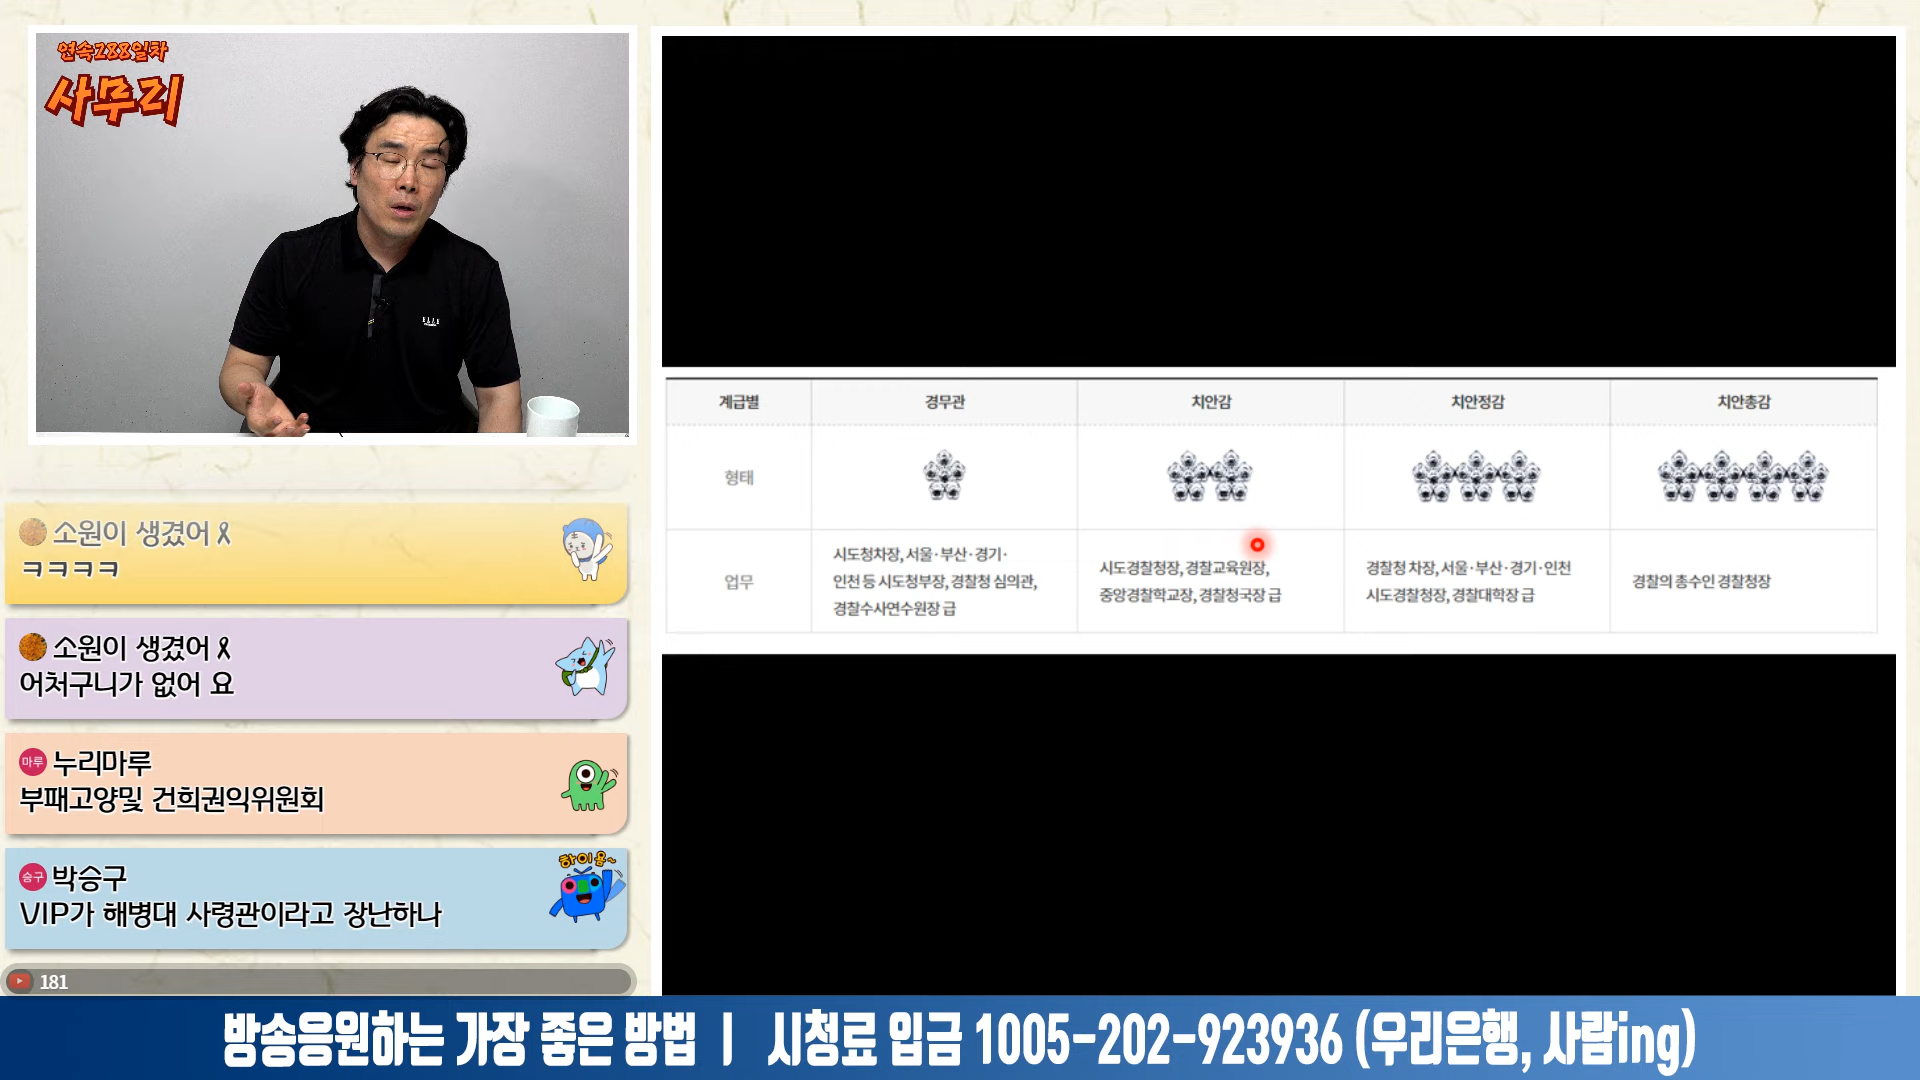 연속288일차
사무리
소원이 생겼어🎗
ㅋㅋㅋㅋ
소원이 생겼어🎗
어처구니가 없어 요
마루 누리마루
부패고양및 건희권익위원회
승구 박승구
하이욤~
VIP가 해병대 사령관이라고 장난하나
181
계급별 경무관 치안감 치안정감 치안총감
형태
업무
시도청차장, 서울·부산·경기·
인천 등 시도청부장, 경찰청 심의관,
경찰수사연수원장 급
시도경찰청장, 경찰교육원장,
중앙경찰학교장, 경찰청국장 급
경찰청 차장, 서울·부산·경기·인천
시도경찰청장, 경찰대학장 급
경찰의 총수인 경찰청장
방송응원하는 가장 좋은 방법 ㅣ 시청료 입금 1005-202-923936 (우리은행, 사람ing)